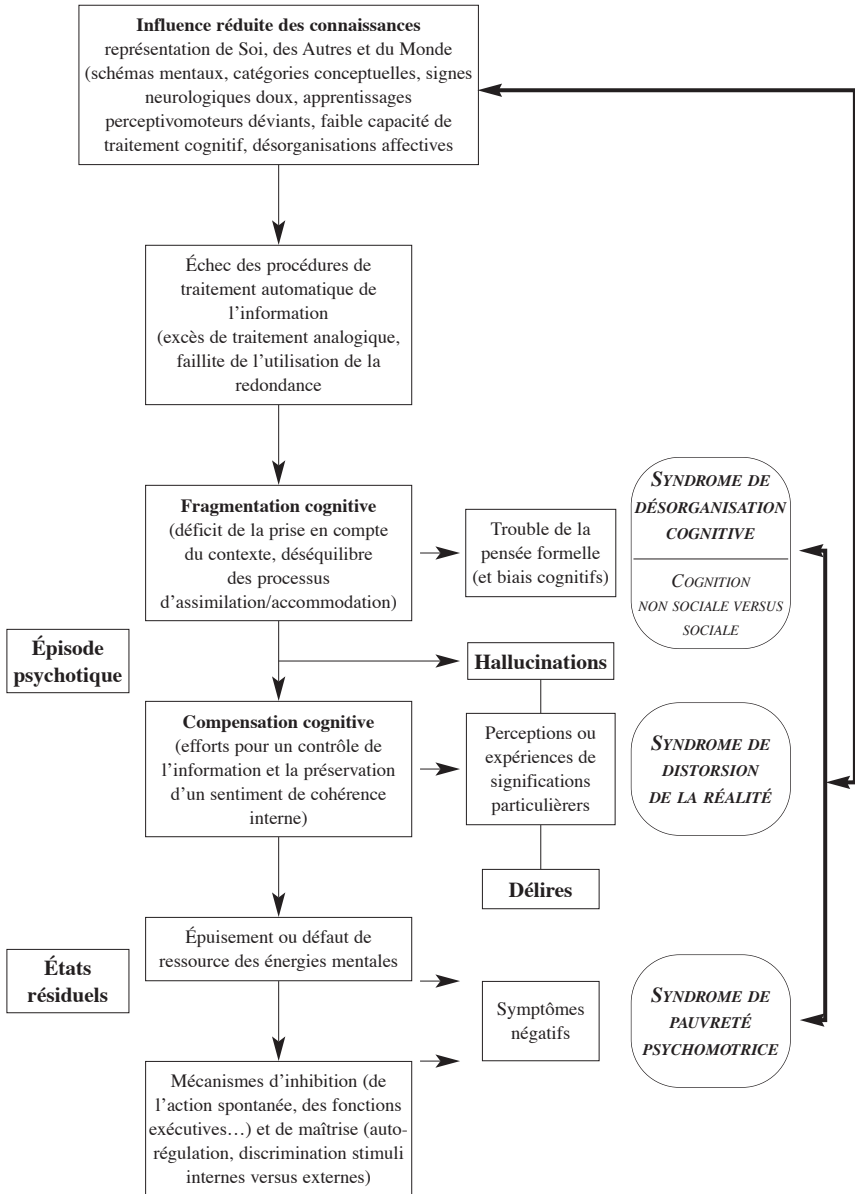 Influence réduite des connaissances
représentation de Soi, des Autres et du Monde
(schémas mentaux, catégories conceptuelles, signes
neurologiques doux, apprentissages
perceptivomoteurs déviants, faible capacité de
traitement cognitif, désorganisations affectives
Échec des procédures de
traitement automatique de
l’information
(excès de traitement analogique,
faillite de l’utilisation de la
redondance
Fragmentation cognitive
(déficit de la prise en compte
du contexte, déséquilibre
des processus
d’assimilation/accommodation)
Trouble de la
pensée formelle
(et biais cognitifs)
SYNDROME DE
DÉSORGANISATION
COGNITIVE
COGNITION
NON SOCIALE VERSUS
SOCIALE
Épisode
psychotique
Hallucinations
Compensation cognitive
(efforts pour un contrôle de
l’information et la préservation
d’un sentiment de cohérence
interne)
Perceptions ou
expériences de
significations
particulièrers
SYNDROME DE
DISTORSION
DE LA RÉALITÉ
Délires
États
résiduels
Épuisement ou défaut de
ressource des énergies mentales
Symptômes
négatifs
SYNDROME DE
PAUVRETÉ
PSYCHOMOTRICE
Mécanismes d’inhibition (de
l’action spontanée, des fonctions
exécutives…) et de maîtrise (auto-
régulation, discrimination stimuli
internes versus externes)